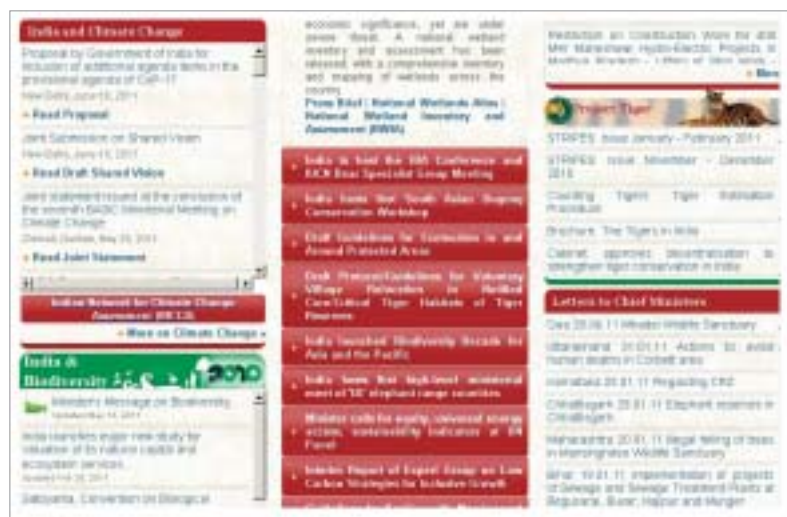 India and Climate Change
Proposal by Government of India for
inclusion of additional agenda items in the
provisional agenda of CoP-17
New Delhi, June 2011
Read Proposal
Joint Submission on Shared Vision
New Delhi, June 2011
Read Draft Shared Vision
Joint statement issued at the conclusion of
the seventh BASIC Ministerial Meeting on
Climate Change
May 29, 2011
Read Joint Statement
Indian Network for Climate Change
Assessment (INCCA)
More on Climate Change
India &
Biodiversity 2010
Minister's Message on Biodiversity
India launches major new study for
valuation of its natural capital and
ecosystem services
Convention on Biological
economic significance, yet are under
severe threat. A national wetland
inventory and assessment has been
released, with a comprehensive inventory
and mapping of wetlands across the
country
Press Brief | National Wetlands Atlas |
National Wetland Inventory and
Assessment (NWIA)
India to host the IBA Conference and
IUCN Bear Specialist Group Meeting
India hosts the South Asian Dugong
Conservation Workshop
Draft Guidelines for Ecotourism in and
Around Protected Areas
Draft Protocol/Guidelines for Voluntary
Village Relocation in Notified
Core/Critical Tiger Habitats of Tiger
Reserves
India launched Biodiversity Decade for
Asia and the Pacific
India hosts first high-level ministerial
meet of 'E8' elephant range countries
Minister calls for equity, universal energy
access, sustainability indicators at UN
Panel
Interim Report of Expert Group on Low
Carbon Strategies for Inclusive Growth
Restriction on Construction Work for 400
MW Maheshwar Hydro-Electric Projects in
Madhya Pradesh
More
Project Tiger
STRIPES Issue January - February 2011
STRIPES Issue November - December
2010
Counting Tigers Tiger Estimation
Procedure
Brochure: The Tigers in India
Cabinet approves decentralisation to
strengthen tiger conservation in India
Letters to Chief Ministers
Goa Wildlife Sanctuary
Uttarakhand 31.01.11 Actions to avoid
human deaths in Corbett area
Karnataka 28.01.11 Regarding CRZ
Chhattisgarh 20.01.11 Elephant reserves in
Chhattisgarh
Maharashtra 20.01.11 Illegal felling of trees
in Wildlife Sanctuary
Bihar 19.01.11 Implementation of projects
of Sewage and Sewage Treatment Plants at
Begusarai, Buxar, Hajipur and Munger